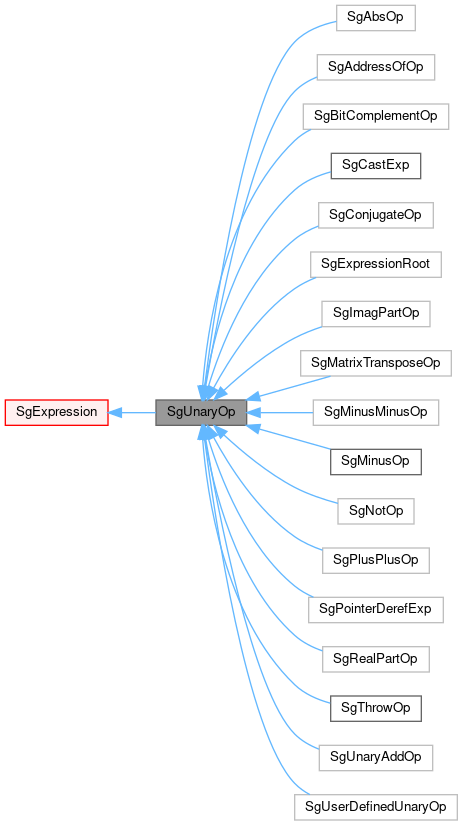 SgAbsOp
SgAddressOfOp
SgBitComplementOp
SgCastExp
SgConjugateOp
SgExpressionRoot
SgImagPartOp
SgMatrixTransposeOp
SgExpression
SgUnaryOp
SgMinusMinusOp
SgMinusOp
SgNotOp
SgPlusPlusOp
SgPointerDerefExp
SgRealPartOp
SgThrowOp
SgUnaryAddOp
SgUserDefinedUnaryOp